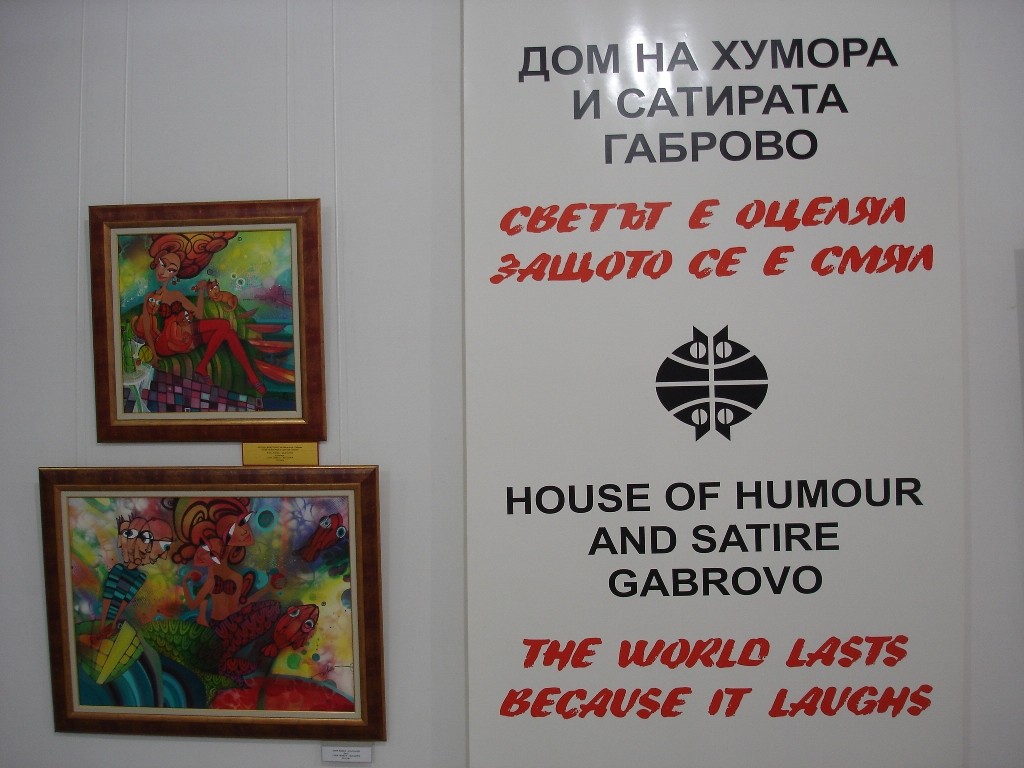 ДОМ НА ХУМОРА
И САТИРАТА
ГАБРОВО
СВЕТЪТ Е ОЦЕЛЯЛ
ЗАЩОТО СЕ Е СМЯЛ
HOUSE OF HUMOUR
AND SATIRE
GABROVO
THE WORLD LASTS
BECAUSE IT LAUGHS